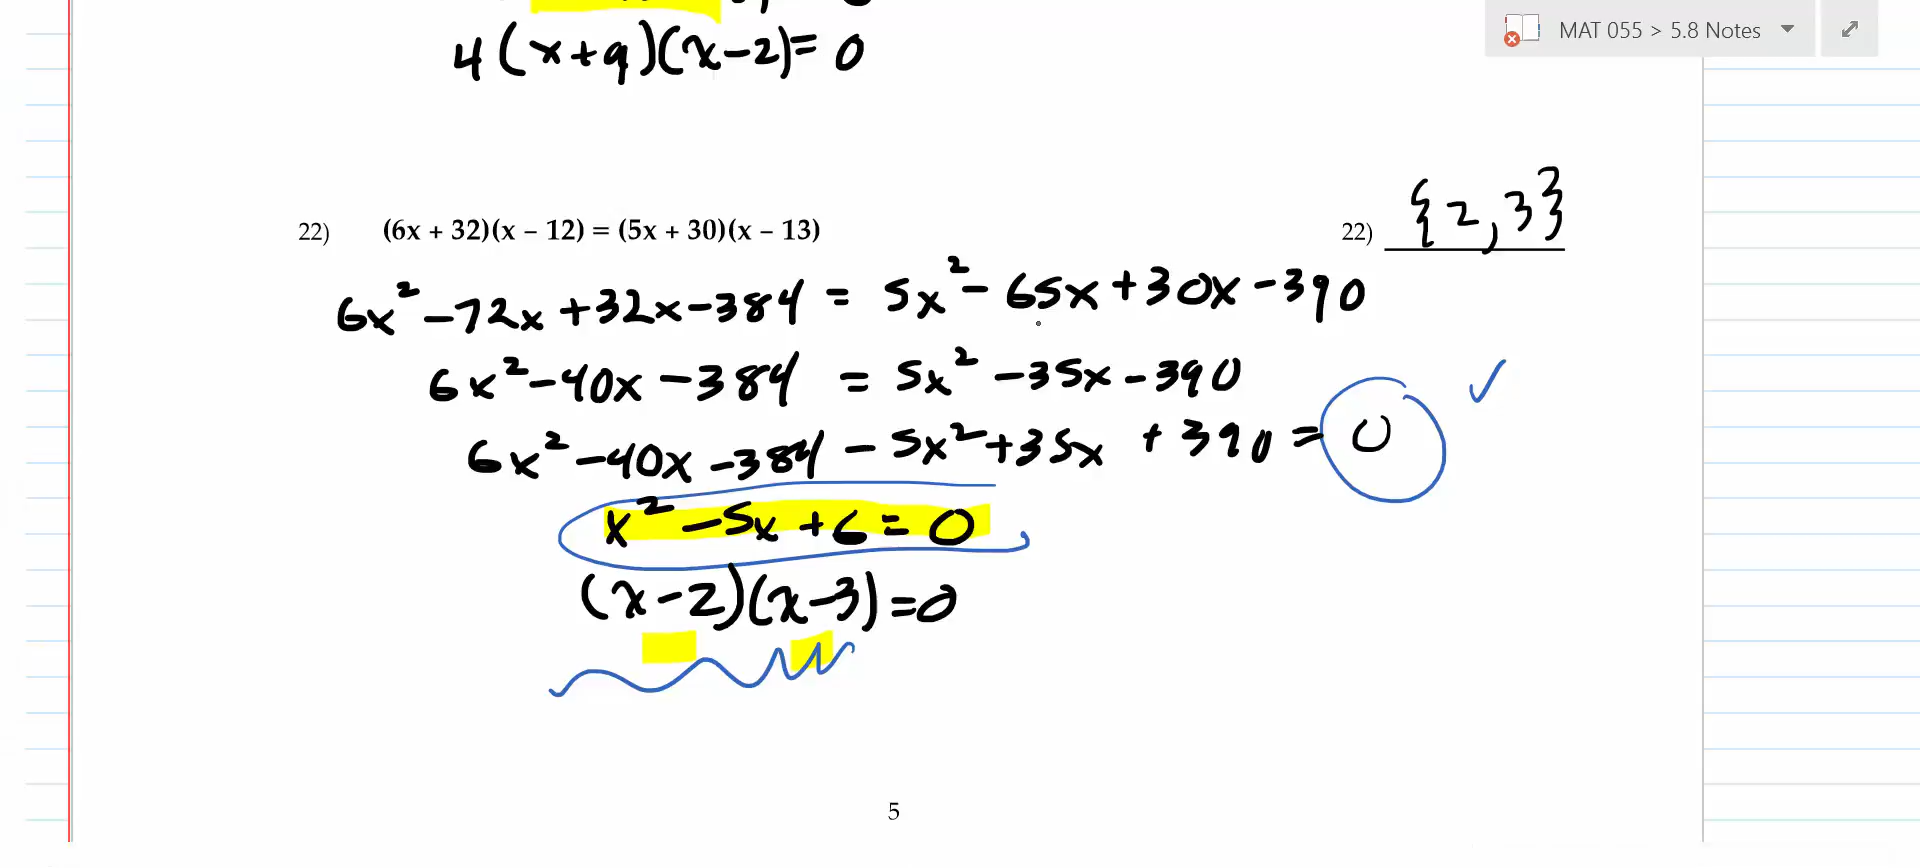 MAT 055 > 5.8 Notes
4(x+9)(x-2)=0
22) (6x + 32)(x – 12) = (5x + 30)(x – 13)
22) {2,3}
6x² -72x +32x -384 = 5x² - 65x +30x -390
6x² -40x -384 = 5x² -35x -390
6x² -40x -384 - 5x² +35x +390 = 0
x² -5x +6 = 0
(x-2)(x-3)=0
5